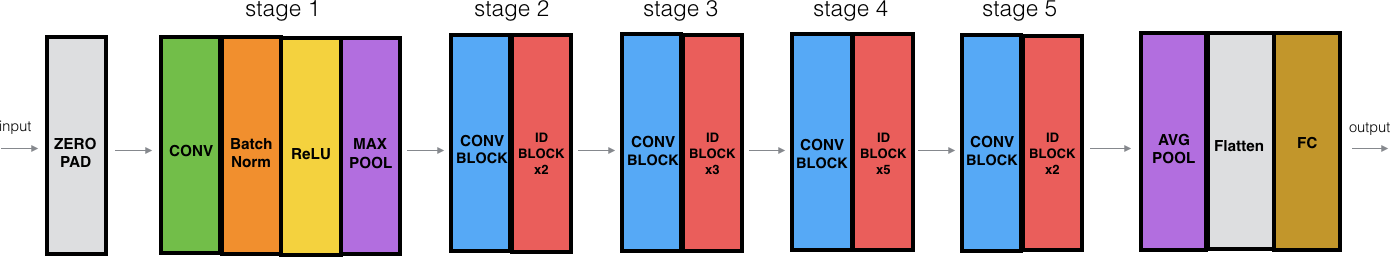 stage 1
stage 2
stage 3
stage 4
stage 5
input
ZERO
PAD
CONV
Batch
Norm
ReLU
MAX
POOL
CONV
BLOCK
ID
BLOCK
x2
CONV
BLOCK
ID
BLOCK
x3
CONV
BLOCK
ID
BLOCK
x5
CONV
BLOCK
ID
BLOCK
x2
AVG
POOL
Flatten
FC
output